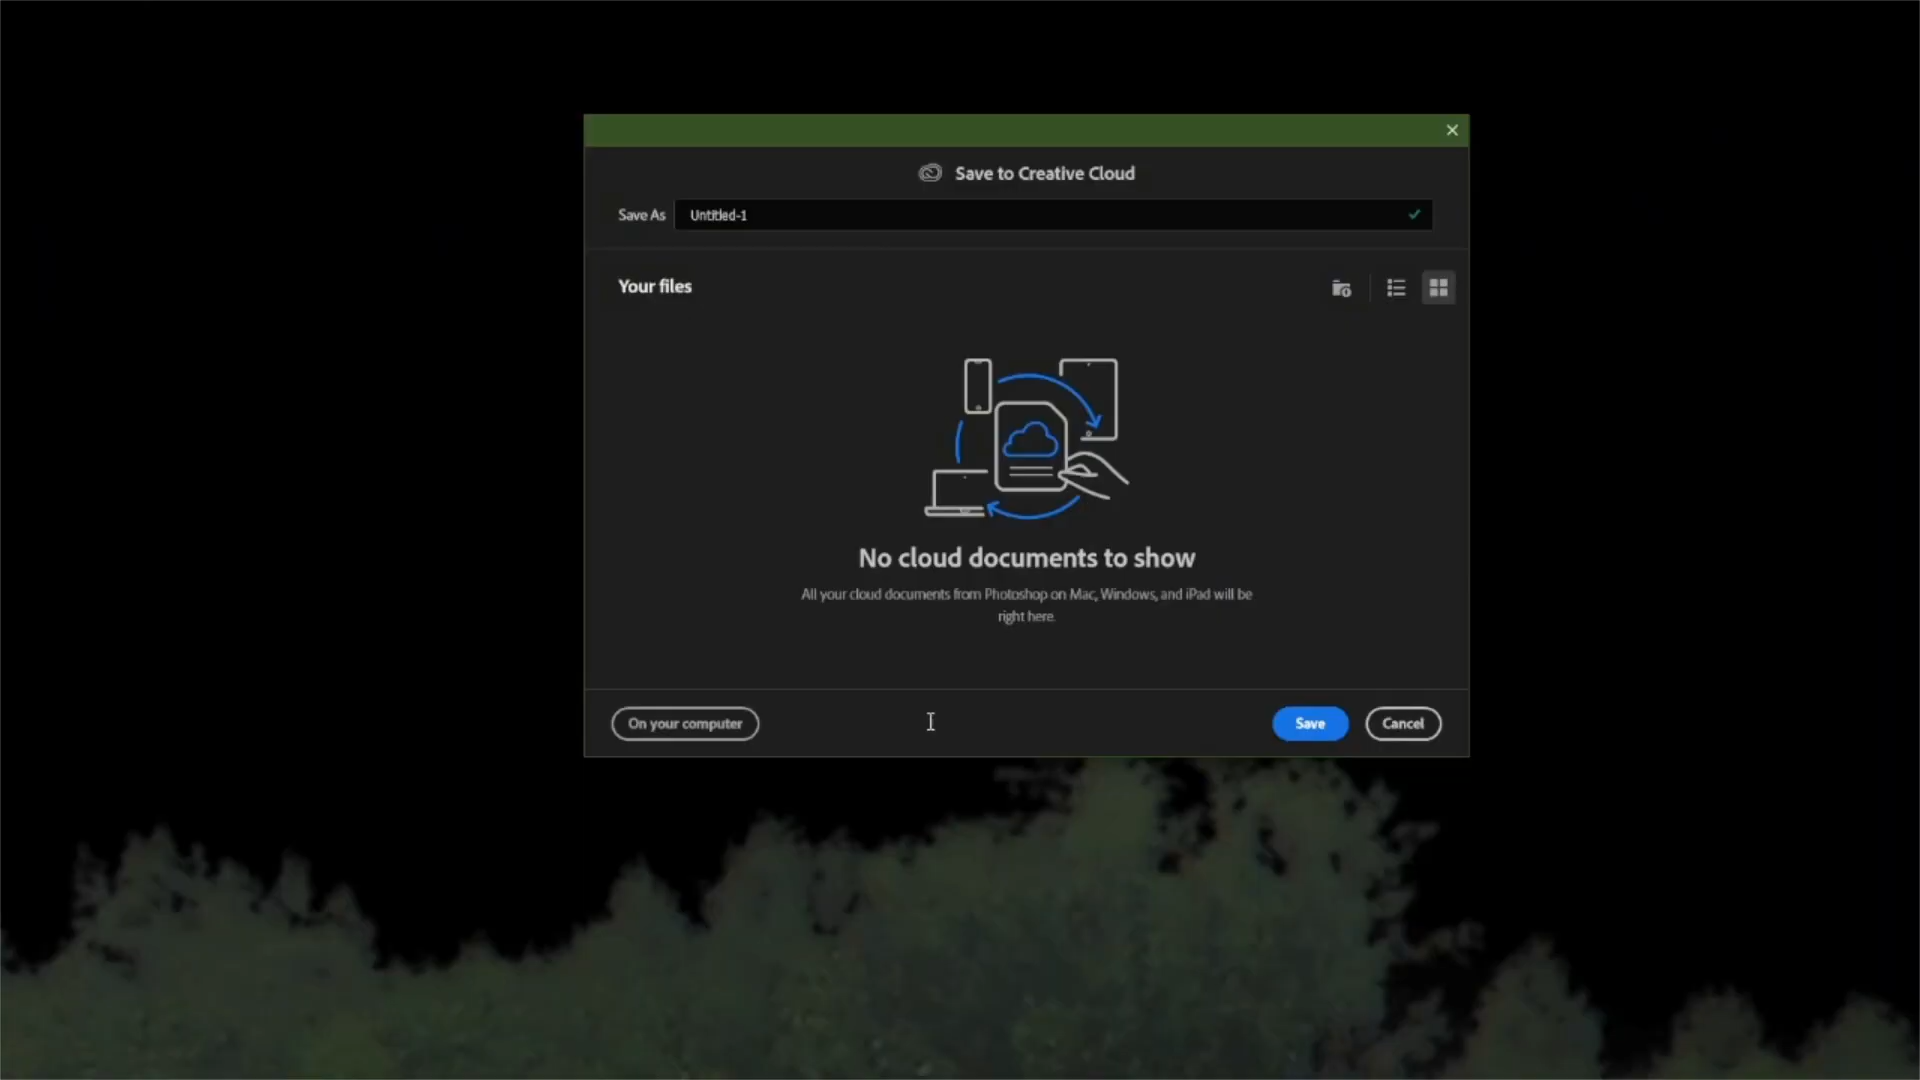 Save to Creative Cloud
Save As Untitled-1
Your files
No cloud documents to show
All your cloud documents from Photoshop on Mac, Windows, and iPad will be
right here.
On your computer Save Cancel